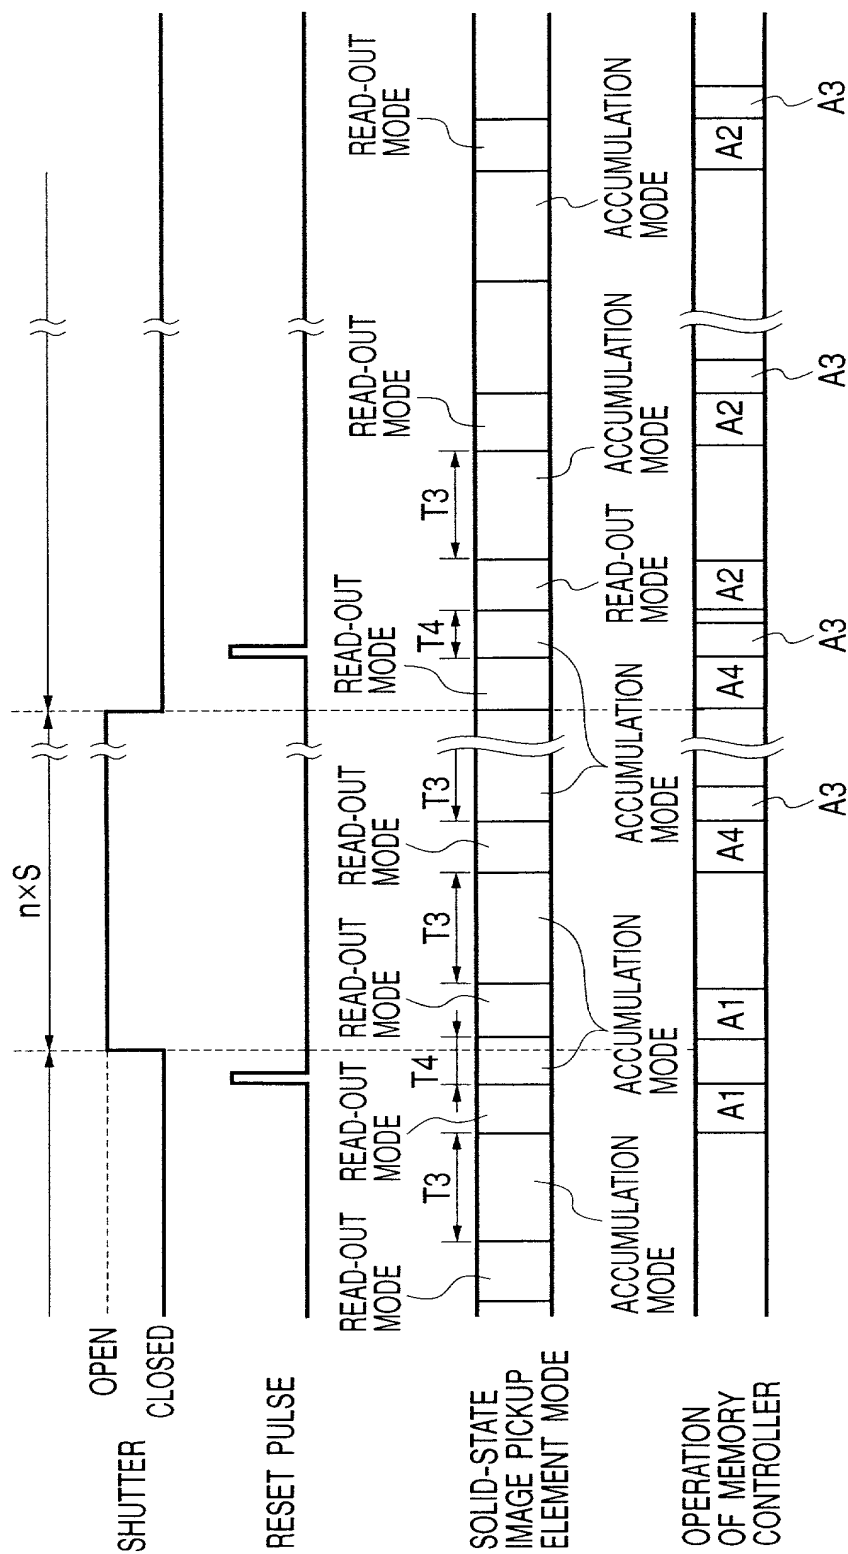 n×S
SHUTTER
OPEN
CLOSED
RESET PULSE
READ-OUT
MODE
READ-OUT
MODE
READ-OUT
MODE
READ-OUT
MODE
READ-OUT
MODE
READ-OUT
MODE
READ-OUT
MODE
T3
T4
T3
T3
T4
T3
SOLID-STATE
IMAGE PICKUP
ELEMENT MODE
ACCUMULATION
MODE
ACCUMULATION
MODE
ACCUMULATION
MODE
READ-OUT
MODE
ACCUMULATION
MODE
ACCUMULATION
MODE
OPERATION
OF MEMORY
CONTROLLER
A1
A1
A4
A4
A2
A2
A2
A3
A3
A3
A3